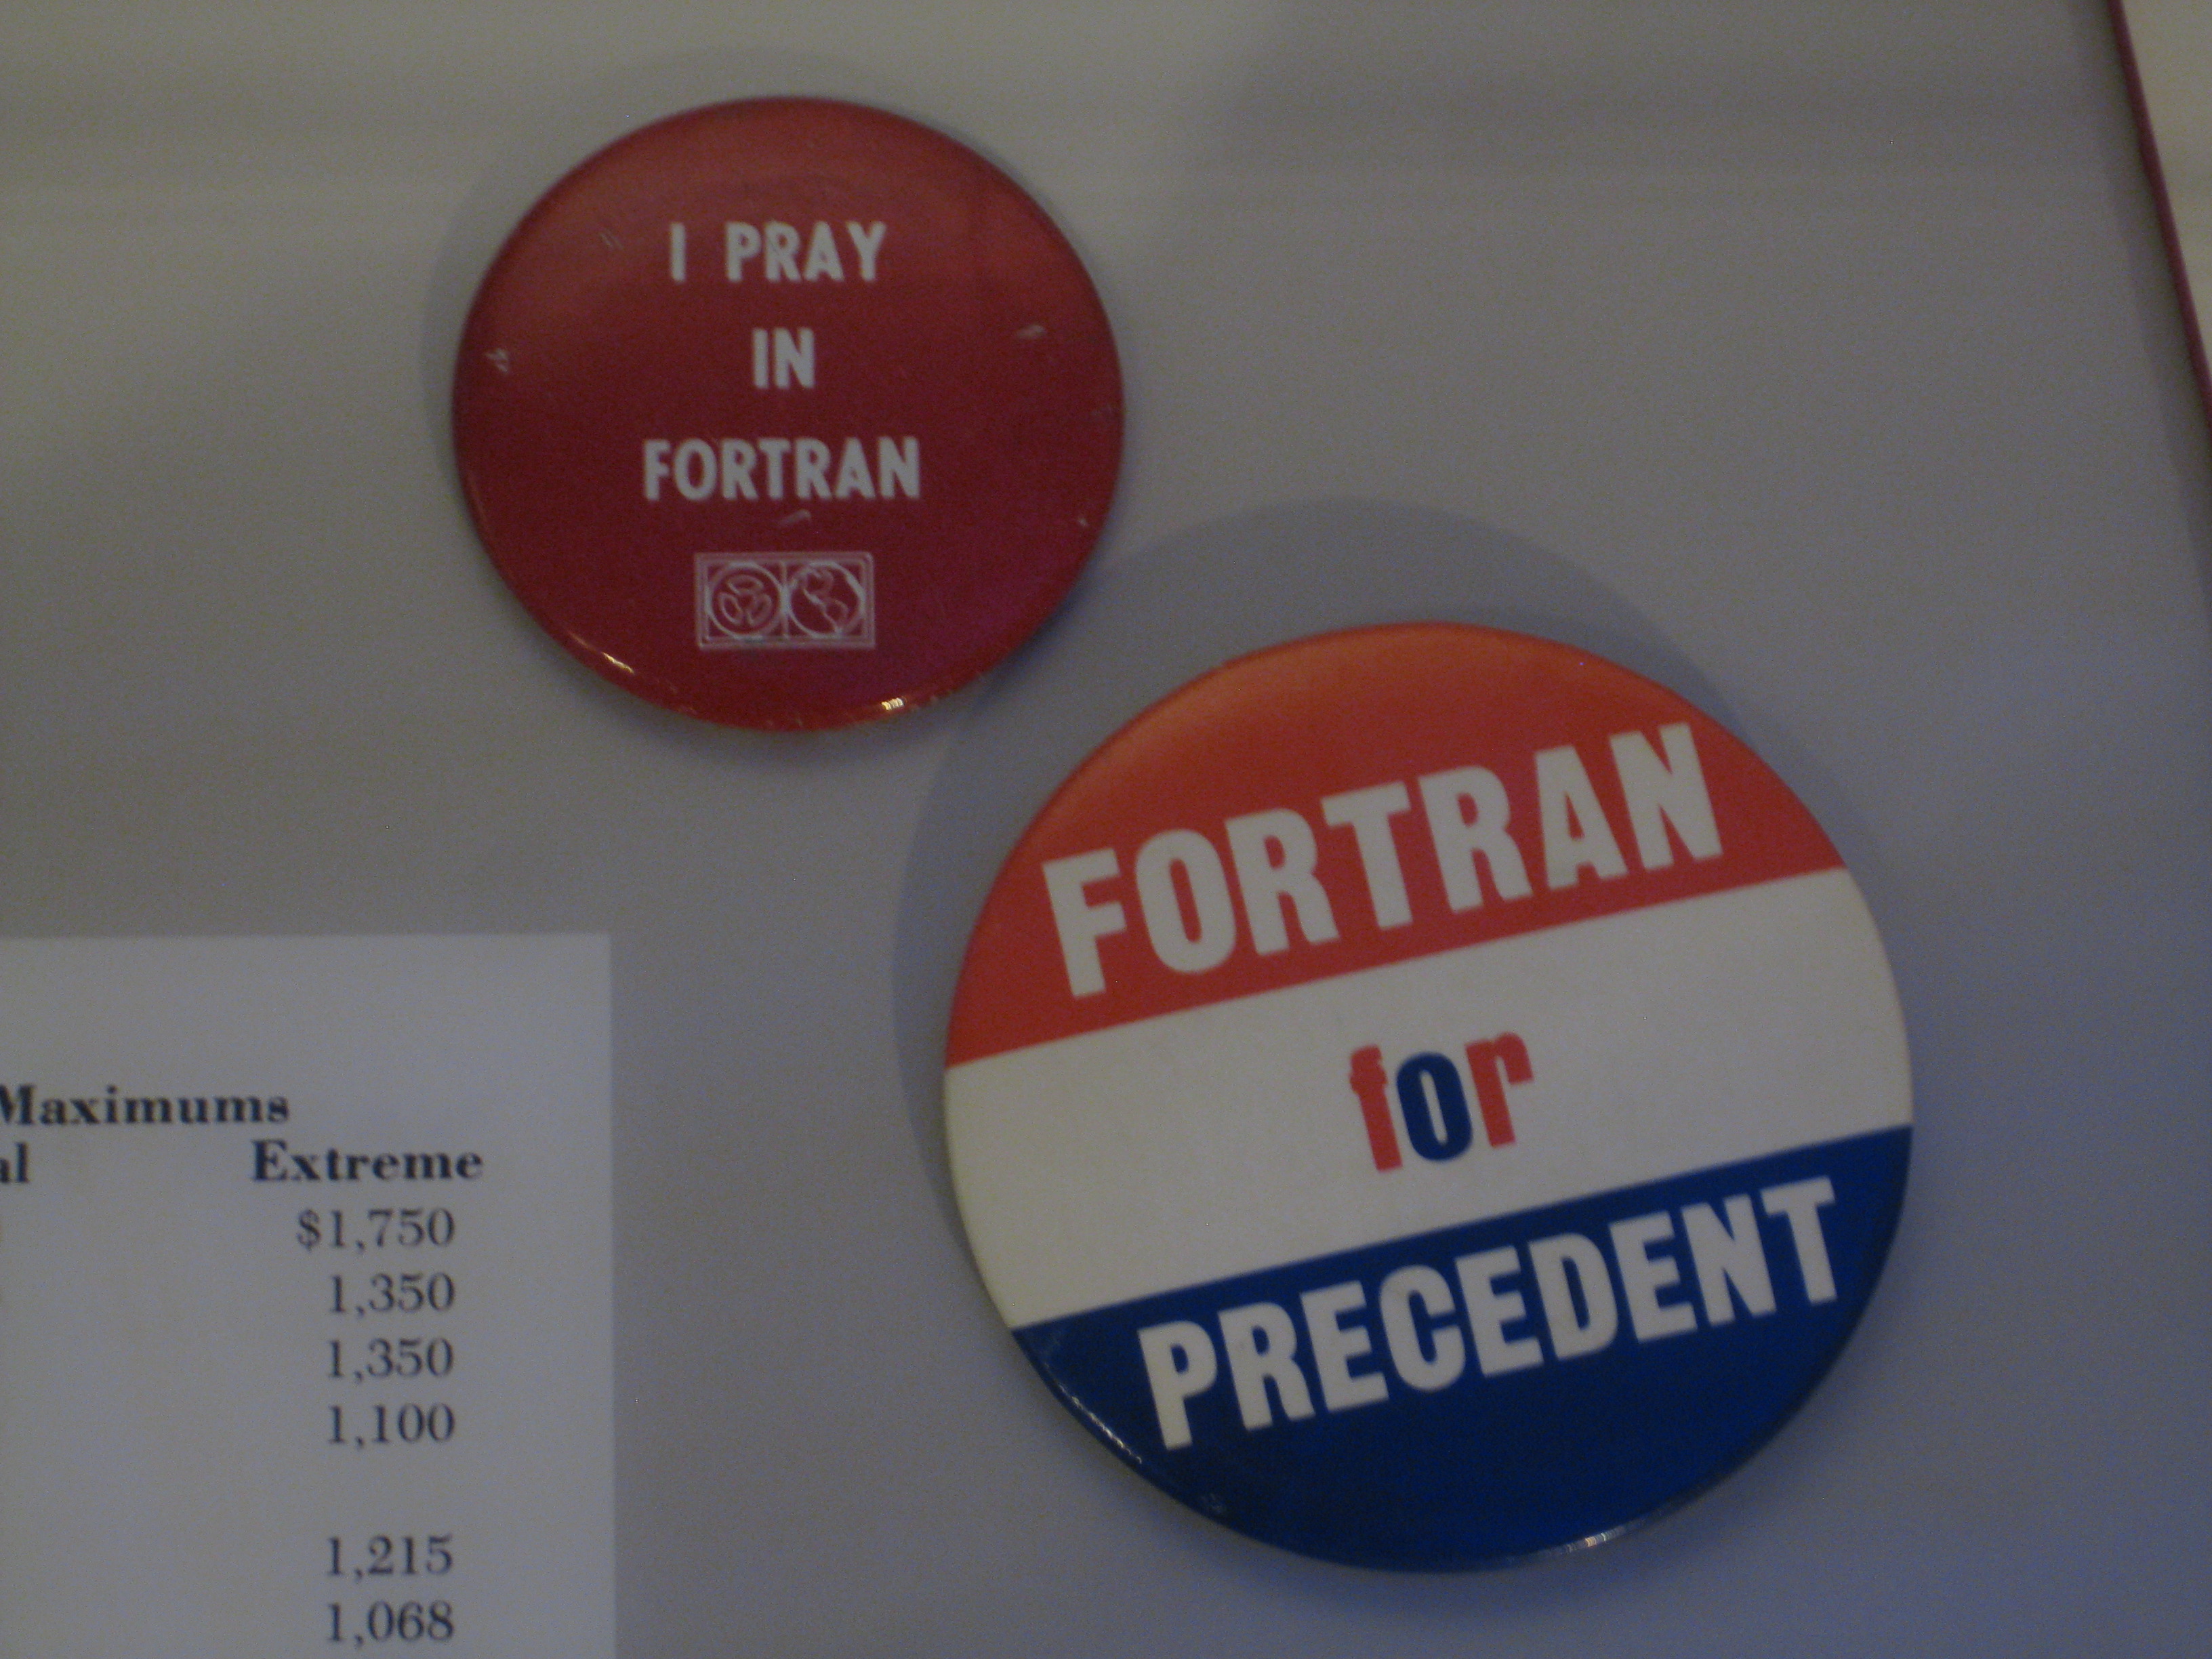 I PRAY
IN
FORTRAN
FORTRAN
for
PRECEDENT
Maximums
Extreme
$1,750
1,350
1,350
1,100
1,215
1,068